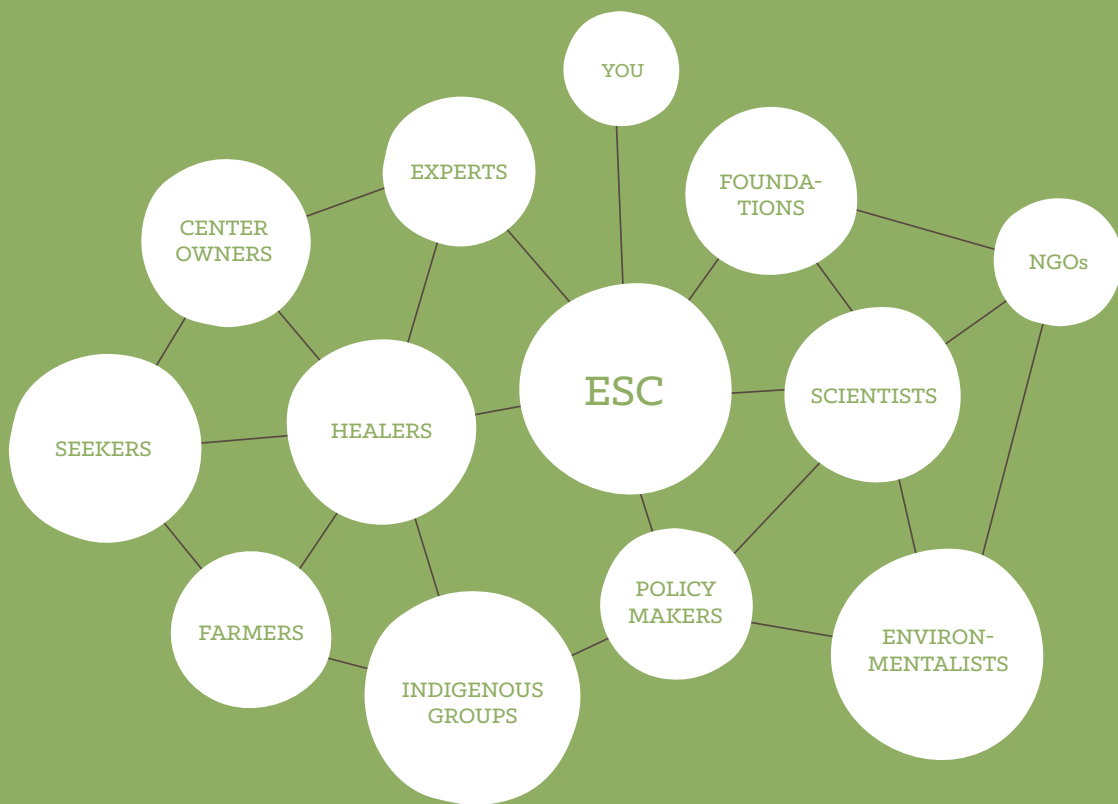 YOU
EXPERTS
FOUNDA-
TIONS
CENTER
OWNERS
NGOs
ESC
SCIENTISTS
HEALERS
SEEKERS
POLICY
MAKERS
FARMERS
ENVIRON-
MENTALISTS
INDIGENOUS
GROUPS